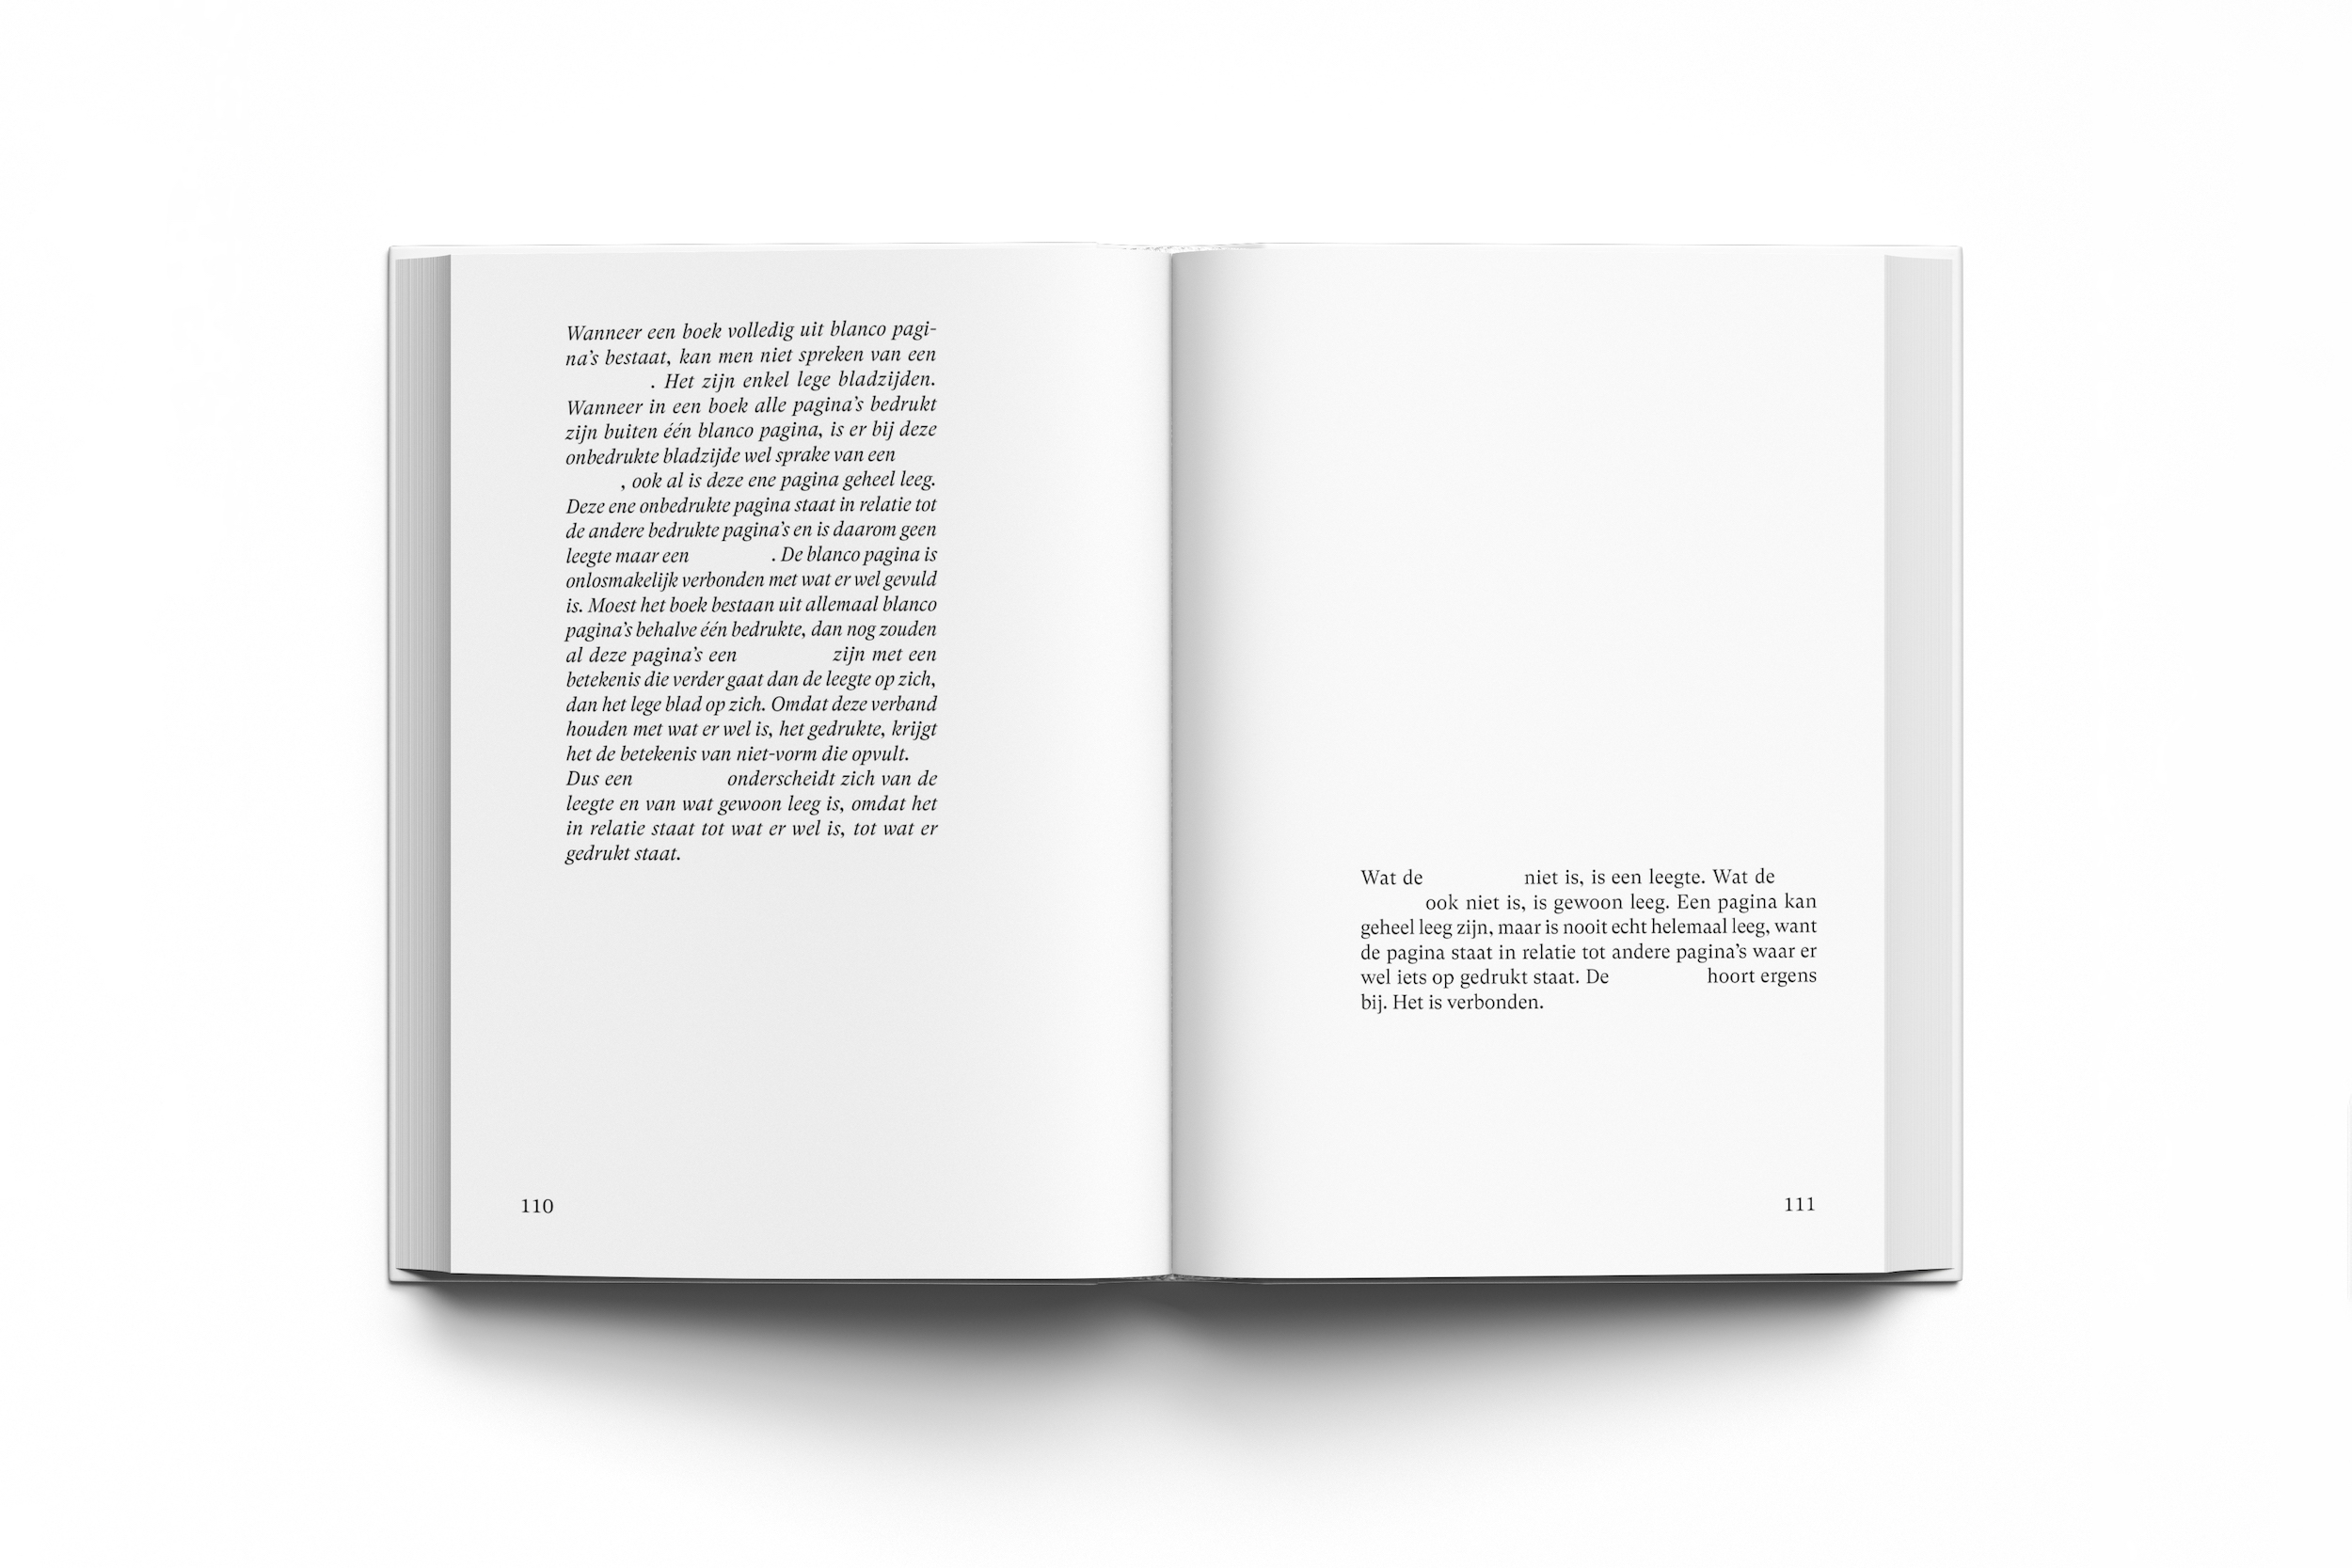 Wanneer een boek volledig uit blanco pagi-
na’s bestaat, kan men niet spreken van een
. Het zijn enkel lege bladzijden.
Wanneer in een boek alle pagina’s bedrukt
zijn buiten één blanco pagina, is er bij deze
onbedrukte bladzijde wel sprake van een
, ook al is deze ene pagina geheel leeg.
Deze ene onbedrukte pagina staat in relatie tot
de andere bedrukte pagina’s en is daarom geen
leegte maar een . De blanco pagina is
onlosmakelijk verbonden met wat er wel gevuld
is. Moest het boek bestaan uit allemaal blanco
pagina’s behalve één bedrukte, dan nog zouden
al deze pagina’s een zijn met een
betekenis die verder gaat dan de leegte op zich,
dan het lege blad op zich. Omdat deze verband
houden met wat er wel is, het gedrukte, krijgt
het de betekenis van niet-vorm die opvult.
Dus een onderscheidt zich van de
leegte en van wat gewoon leeg is, omdat het
in relatie staat tot wat er wel is, tot wat er
gedrukt staat.
110
Wat de niet is, is een leegte. Wat de
ook niet is, is gewoon leeg. Een pagina kan
geheel leeg zijn, maar is nooit echt helemaal leeg, want
de pagina staat in relatie tot andere pagina’s waar er
wel iets op gedrukt staat. De hoort ergens
bij. Het is verbonden.
111